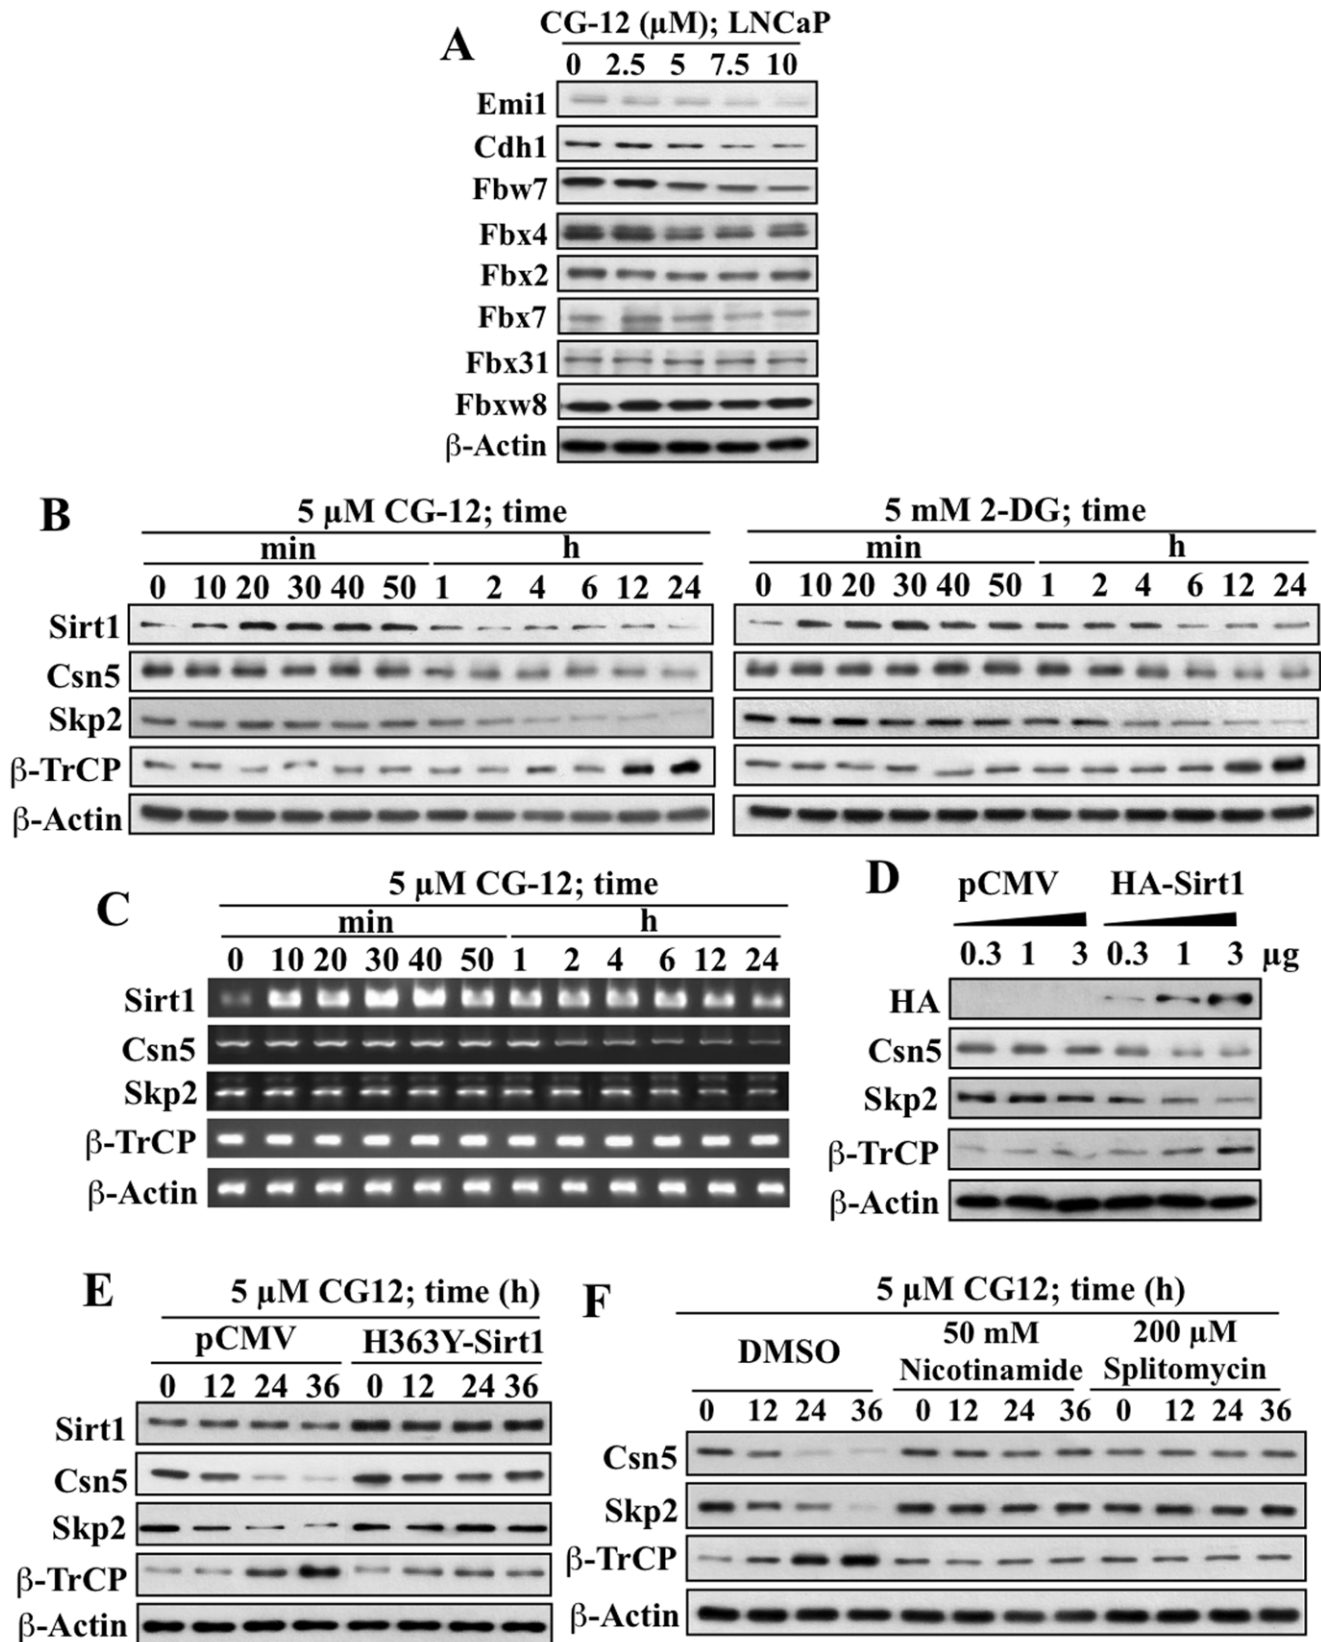 A
CG-12 (µM); LNCaP
0 2.5 5 7.5 10
Emi1
Cdh1
Fbw7
Fbx4
Fbx2
Fbx7
Fbx31
Fbxw8
β-Actin
B
5 µM CG-12; time
min h
0 10 20 30 40 50 1 2 4 6 12 24
5 mM 2-DG; time
min h
0 10 20 30 40 50 1 2 4 6 12 24
Sirt1
Csn5
Skp2
β-TrCP
β-Actin
C
5 µM CG-12; time
min h
0 10 20 30 40 50 1 2 4 6 12 24
Sirt1
Csn5
Skp2
β-TrCP
β-Actin
D
pCMV HA-Sirt1
0.3 1 3 0.3 1 3 µg
HA
Csn5
Skp2
β-TrCP
β-Actin
E
5 µM CG12; time (h)
pCMV H363Y-Sirt1
0 12 24 36 0 12 24 36
Sirt1
Csn5
Skp2
β-TrCP
β-Actin
F
5 µM CG12; time (h)
DMSO
50 mM
Nicotinamide
200 µM
Splitomycin
0 12 24 36 0 12 24 36 0 12 24 36
Csn5
Skp2
β-TrCP
β-Actin